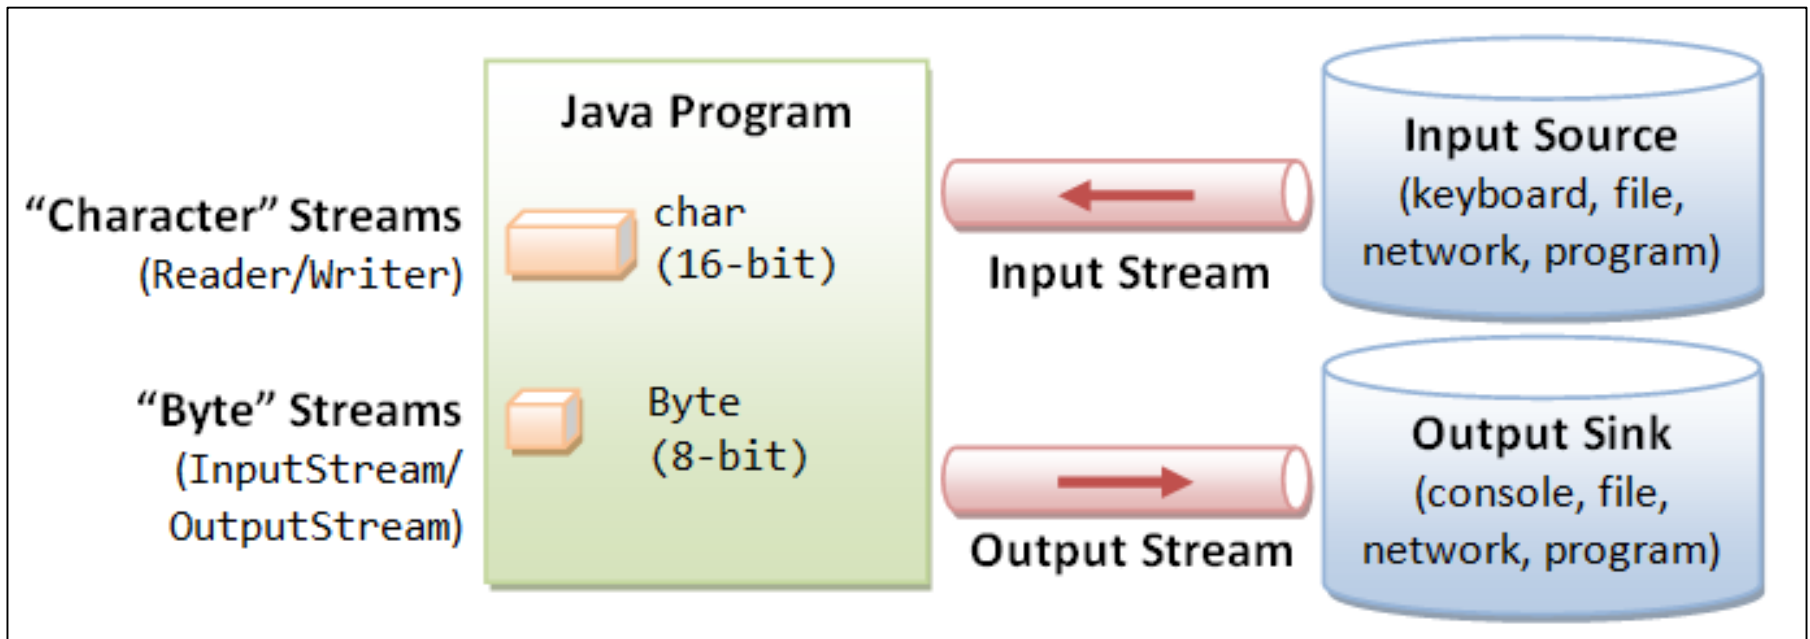 Java Program
“Character” Streams
(Reader/Writer)
char
(16-bit)
“Byte” Streams
(InputStream/
OutputStream)
Byte
(8-bit)
Input Stream
Output Stream
Input Source
(keyboard, file,
network, program)
Output Sink
(console, file,
network, program)